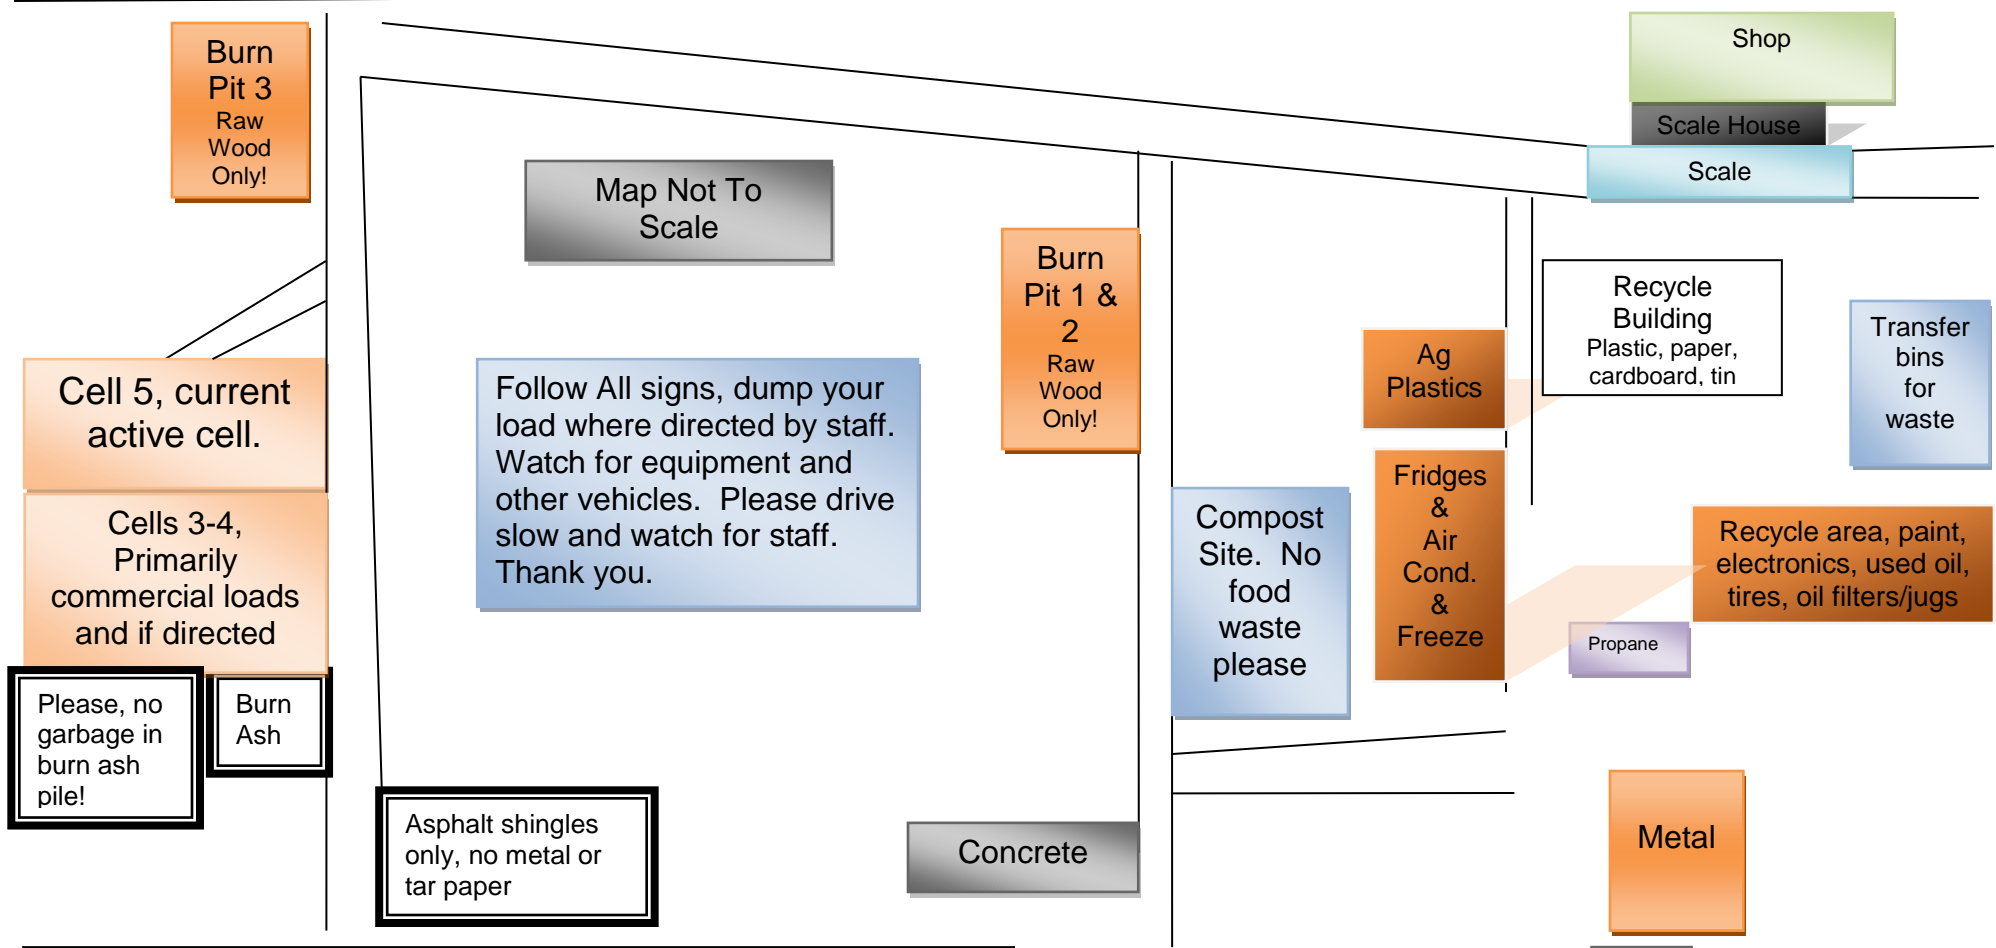 Burn
Pit 3
Raw
Wood
Only!
Shop
Scale House
Scale
Map Not To
Scale
Burn
Pit 1 &
2
Raw
Wood
Only!
Recycle
Building
Plastic, paper,
cardboard, tin
Transfer
bins
for
waste
Ag
Plastics
Cell 5, current
active cell.
Follow All signs, dump your
load where directed by staff.
Watch for equipment and
other vehicles.  Please drive
slow and watch for staff.
Thank you.
Fridges
&
Air
Cond.
&
Freeze
Compost
Site.  No
food
waste
please
Cells 3-4,
Primarily
commercial loads
and if directed
Recycle area, paint,
electronics, used oil,
tires, oil filters/jugs
Propane
Please, no
garbage in
burn ash
pile!
Burn
Ash
Asphalt shingles
only, no metal or
tar paper
Concrete
Metal